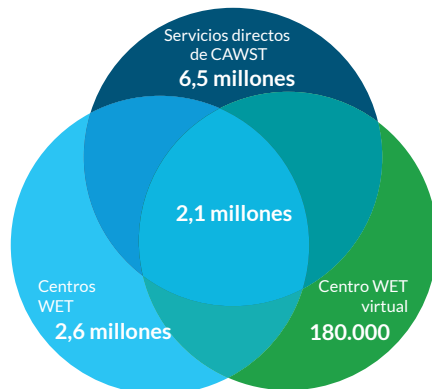 Servicios directos
de CAWST
6,5 millones
2,1 millones
Centros
WET
2,6 millones
Centro WET
virtual
180.000